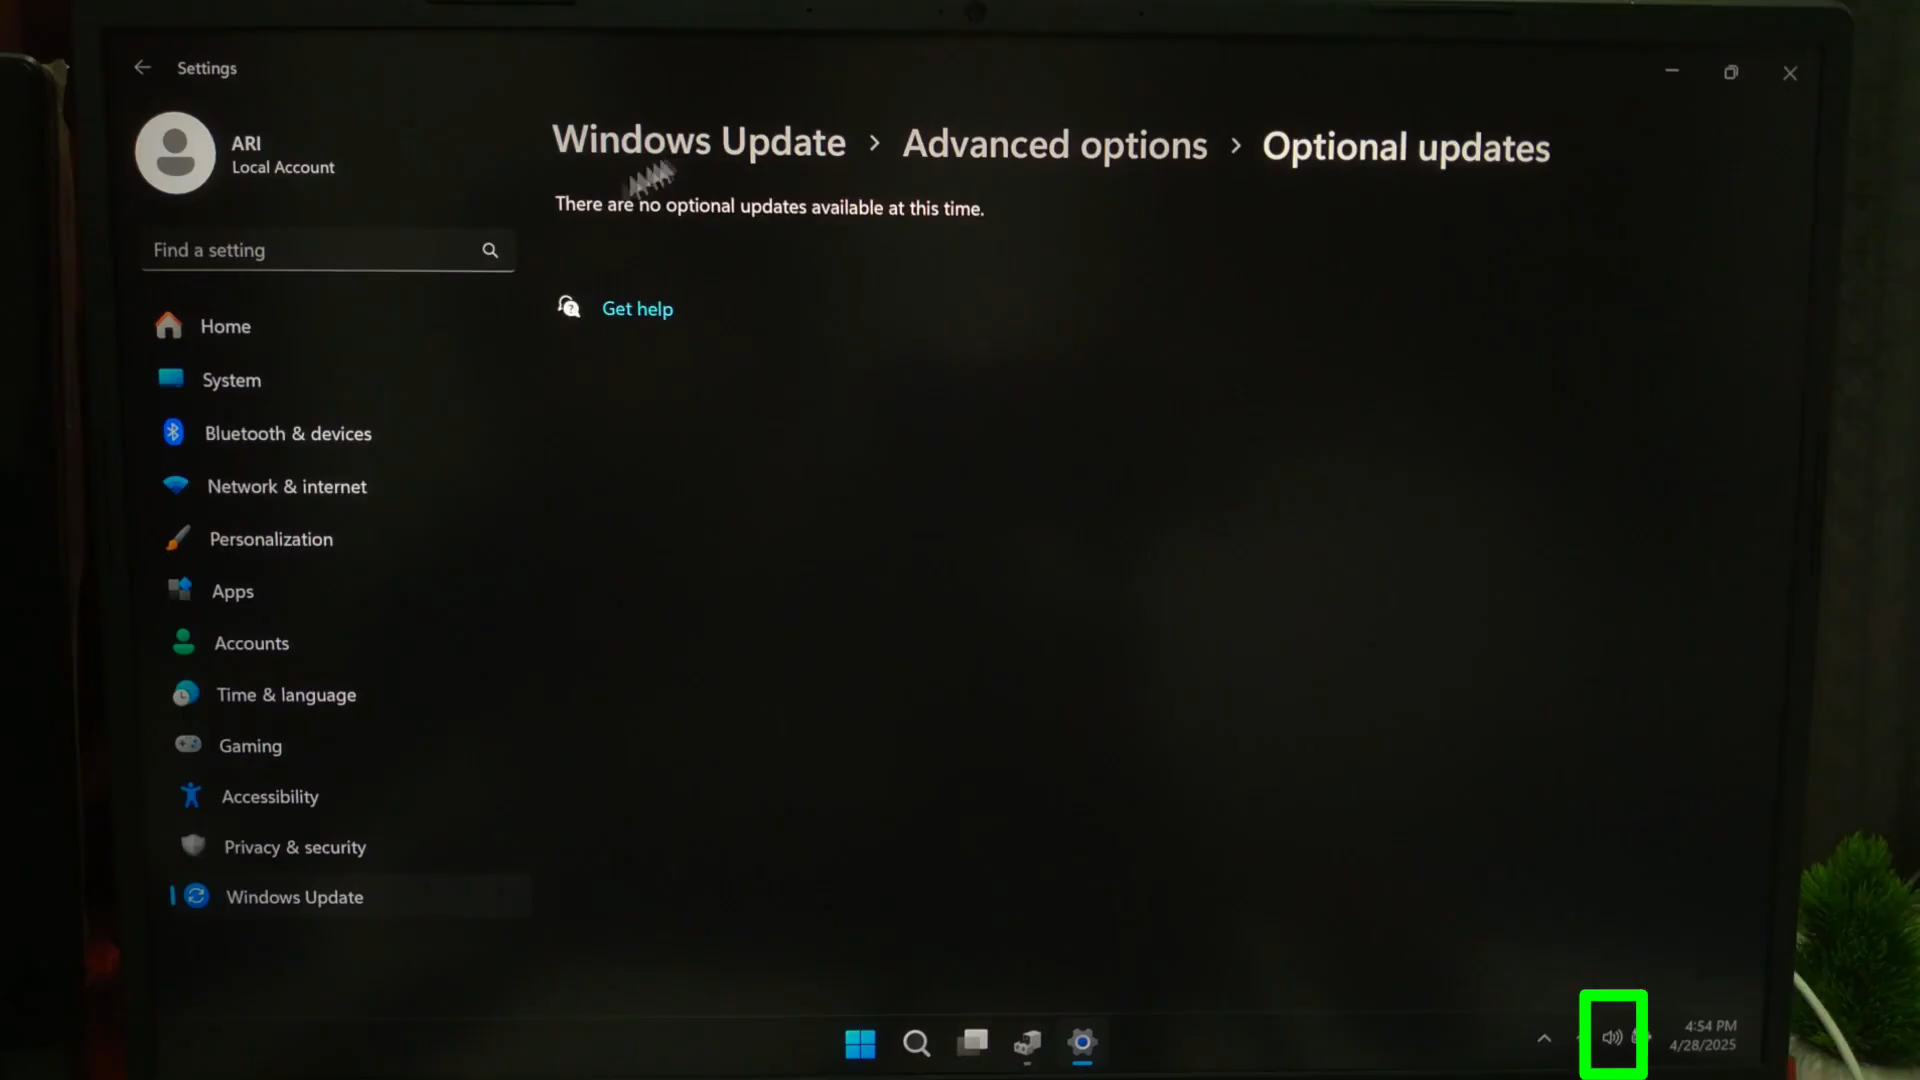 Settings
ARI
Local Account
Find a setting
Home
System
Bluetooth & devices
Network & internet
Personalization
Apps
Accounts
Time & language
Gaming
Accessibility
Privacy & security
Windows Update
Windows Update > Advanced options > Optional updates
There are no optional updates available at this time.
Get help
4:54 PM
4/28/2025